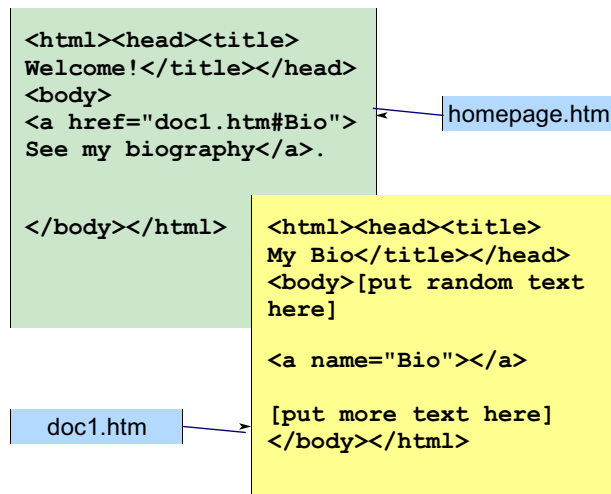 <html><head><title>
Welcome!</title></head>
<body>
<a href="doc1.htm#Bio">
See my biography</a>.
</body></html>
homepage.htm
<html><head><title>
My Bio</title></head>
<body>[put random text
here]
<a name="Bio"></a>
[put more text here]
</body></html>
doc1.htm